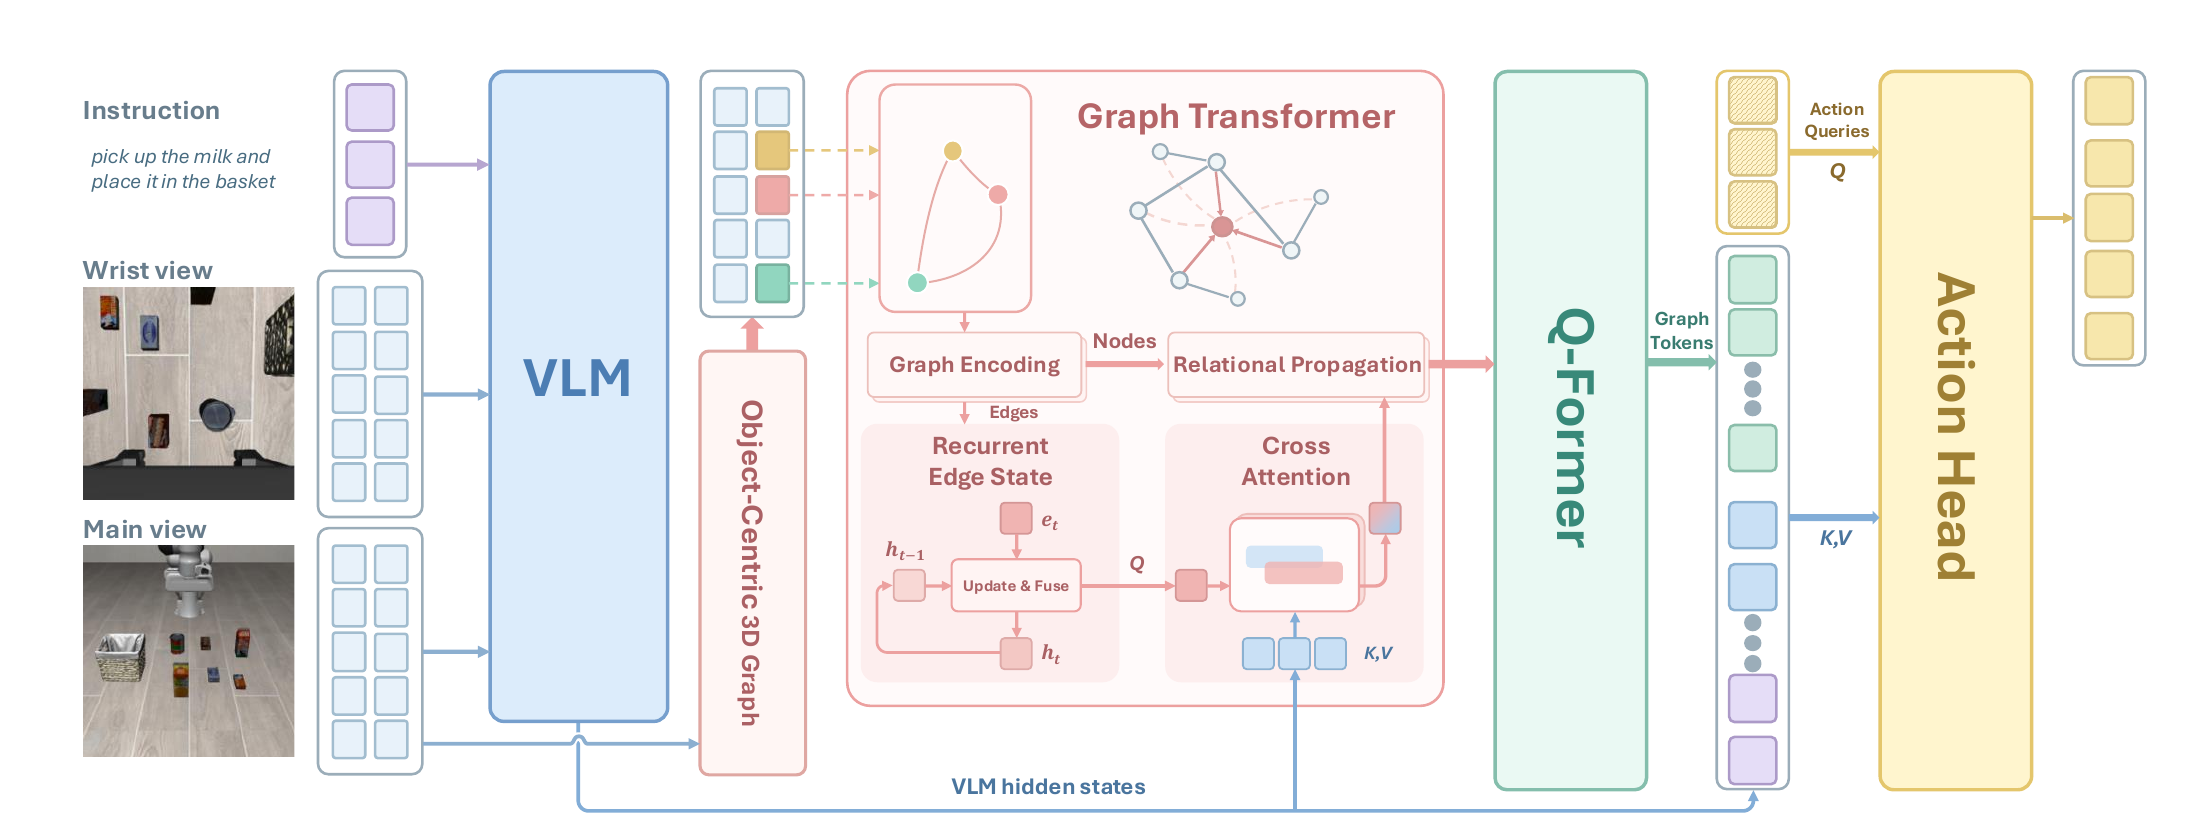 Instruction
pick up the milk and
place it in the basket
Wrist view
Main view
VLM
Object-Centric 3D Graph
Graph Transformer
Graph Encoding
Nodes
Relational Propagation
Edges
Recurrent
Edge State
e_t
h_{t-1}
Update & Fuse
h_t
Q
Cross
Attention
K,V
VLM hidden states
Q-Former
Graph
Tokens
Action
Queries
Q
K,V
Action Head